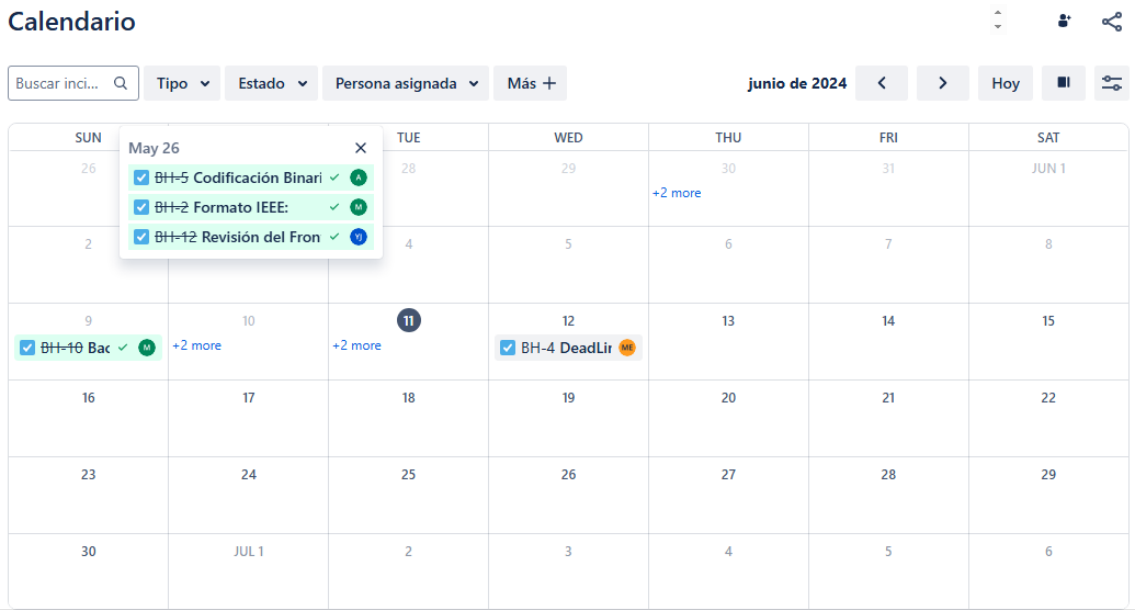 Calendario
Buscar inci...
Tipo
Estado
Persona asignada
Más +
junio de 2024
Hoy
SUN
TUE
WED
THU
FRI
SAT
May 26
BH-5 Codificación Binari
A
BH-2 Formato IEEE:
M
BH-12 Revisión del Fron
YJ
26
28
29
30
31
JUN 1
+2 more
2
4
5
6
7
8
9
10
11
12
13
14
15
BH-10 Bac
M
+2 more
+2 more
BH-4 DeadLir
ME
16
17
18
19
20
21
22
23
24
25
26
27
28
29
30
JUL 1
2
3
4
5
6